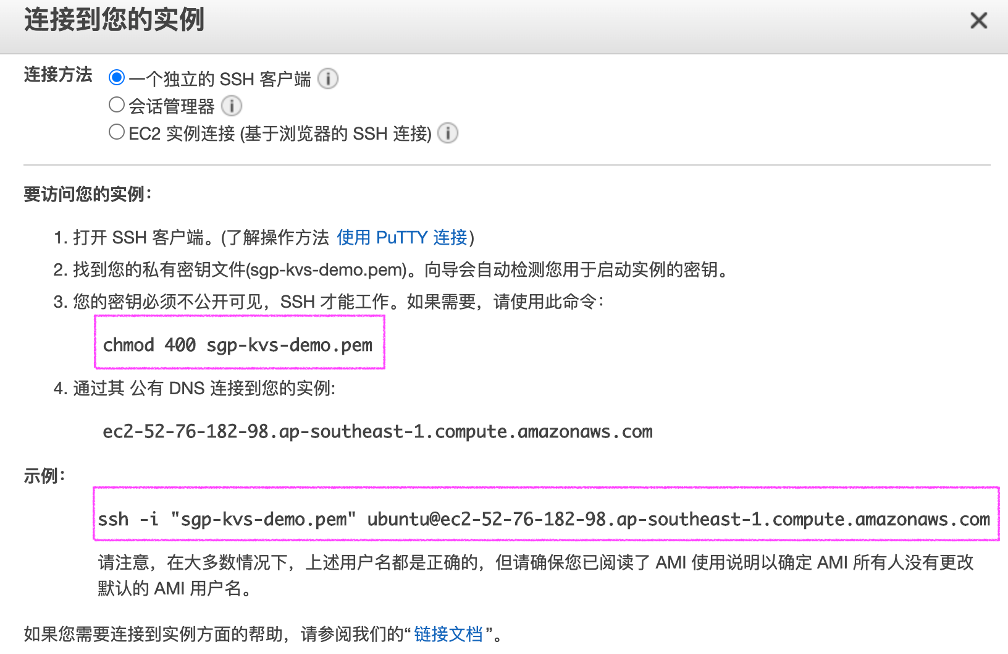 连接到您的实例
连接方法 一个独立的 SSH 客户端
会话管理器
EC2 实例连接 (基于浏览器的 SSH 连接)
要访问您的实例：
1. 打开 SSH 客户端。(了解操作方法 使用 PuTTY 连接)
2. 找到您的私有密钥文件(sgp-kvs-demo.pem)。向导会自动检测您用于启动实例的密钥。
3. 您的密钥必须不公开可见，SSH 才能工作。如果需要，请使用此命令：
chmod 400 sgp-kvs-demo.pem
4. 通过其 公有 DNS 连接到您的实例:
ec2-52-76-182-98.ap-southeast-1.compute.amazonaws.com
示例：
ssh -i "sgp-kvs-demo.pem" ubuntu@ec2-52-76-182-98.ap-southeast-1.compute.amazonaws.com
请注意，在大多数情况下，上述用户名都是正确的，但请确保您已阅读了 AMI 使用说明以确定 AMI 所有人没有更改
默认的 AMI 用户名。
如果您需要连接到实例方面的帮助，请参阅我们的“链接文档”。